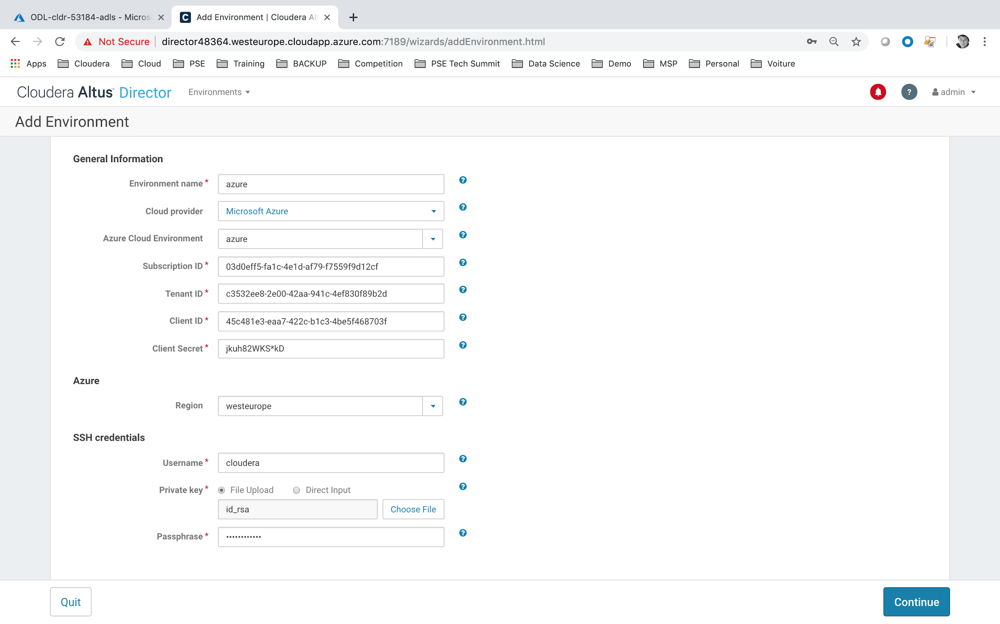 ODL-cldr-53184-adls - Micros
Add Environment | Cloudera Al
Not Secure director48364.westeurope.cloudapp.azure.com:7189/wizards/addEnvironment.html
Apps Cloudera Cloud PSE Training BACKUP Competition PSE Tech Summit Data Science Demo MSP Personal Voiture
Cloudera Altus™ Director Environments ? admin
Add Environment
General Information
Environment name * azure ?
Cloud provider Microsoft Azure ?
Azure Cloud Environment azure ?
Subscription ID * 03d0eff5-fa1c-4e1d-af79-f7559f9d12cf ?
Tenant ID * c3532ee8-2e00-42aa-941c-4ef830f89b2d ?
Client ID * 45c481e3-eaa7-422c-b1c3-4be5f468703f ?
Client Secret * jkuh82WKS*kD ?
Azure
Region westeurope ?
SSH credentials
Username * cloudera ?
Private key * File Upload Direct Input ?
id_rsa Choose File
Passphrase * •••••••••••• ?
Quit Continue